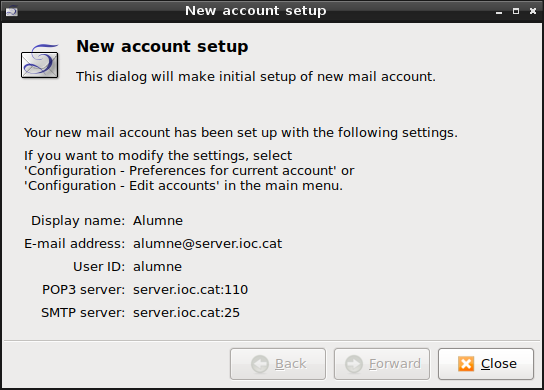 New account setup
New account setup
This dialog will make initial setup of new mail account.
Your new mail account has been set up with the following settings.
If you want to modify the settings, select
'Configuration - Preferences for current account' or
'Configuration - Edit accounts' in the main menu.
Display name: Alumne
E-mail address: alumne@server.ioc.cat
User ID: alumne
POP3 server: server.ioc.cat:110
SMTP server: server.ioc.cat:25
Back Forward Close